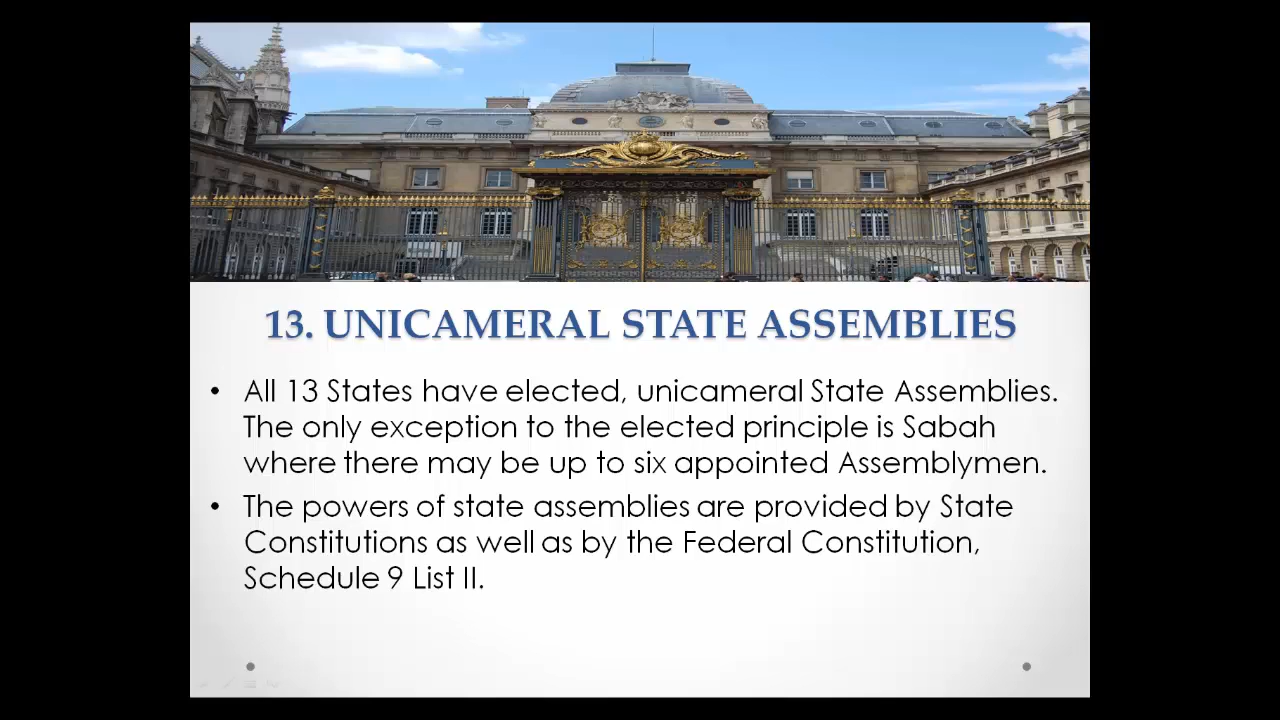 13. UNICAMERAL STATE ASSEMBLIES
• All 13 States have elected, unicameral State Assemblies.
The only exception to the elected principle is Sabah
where there may be up to six appointed Assemblymen.
• The powers of state assemblies are provided by State
Constitutions as well as by the Federal Constitution,
Schedule 9 List II.